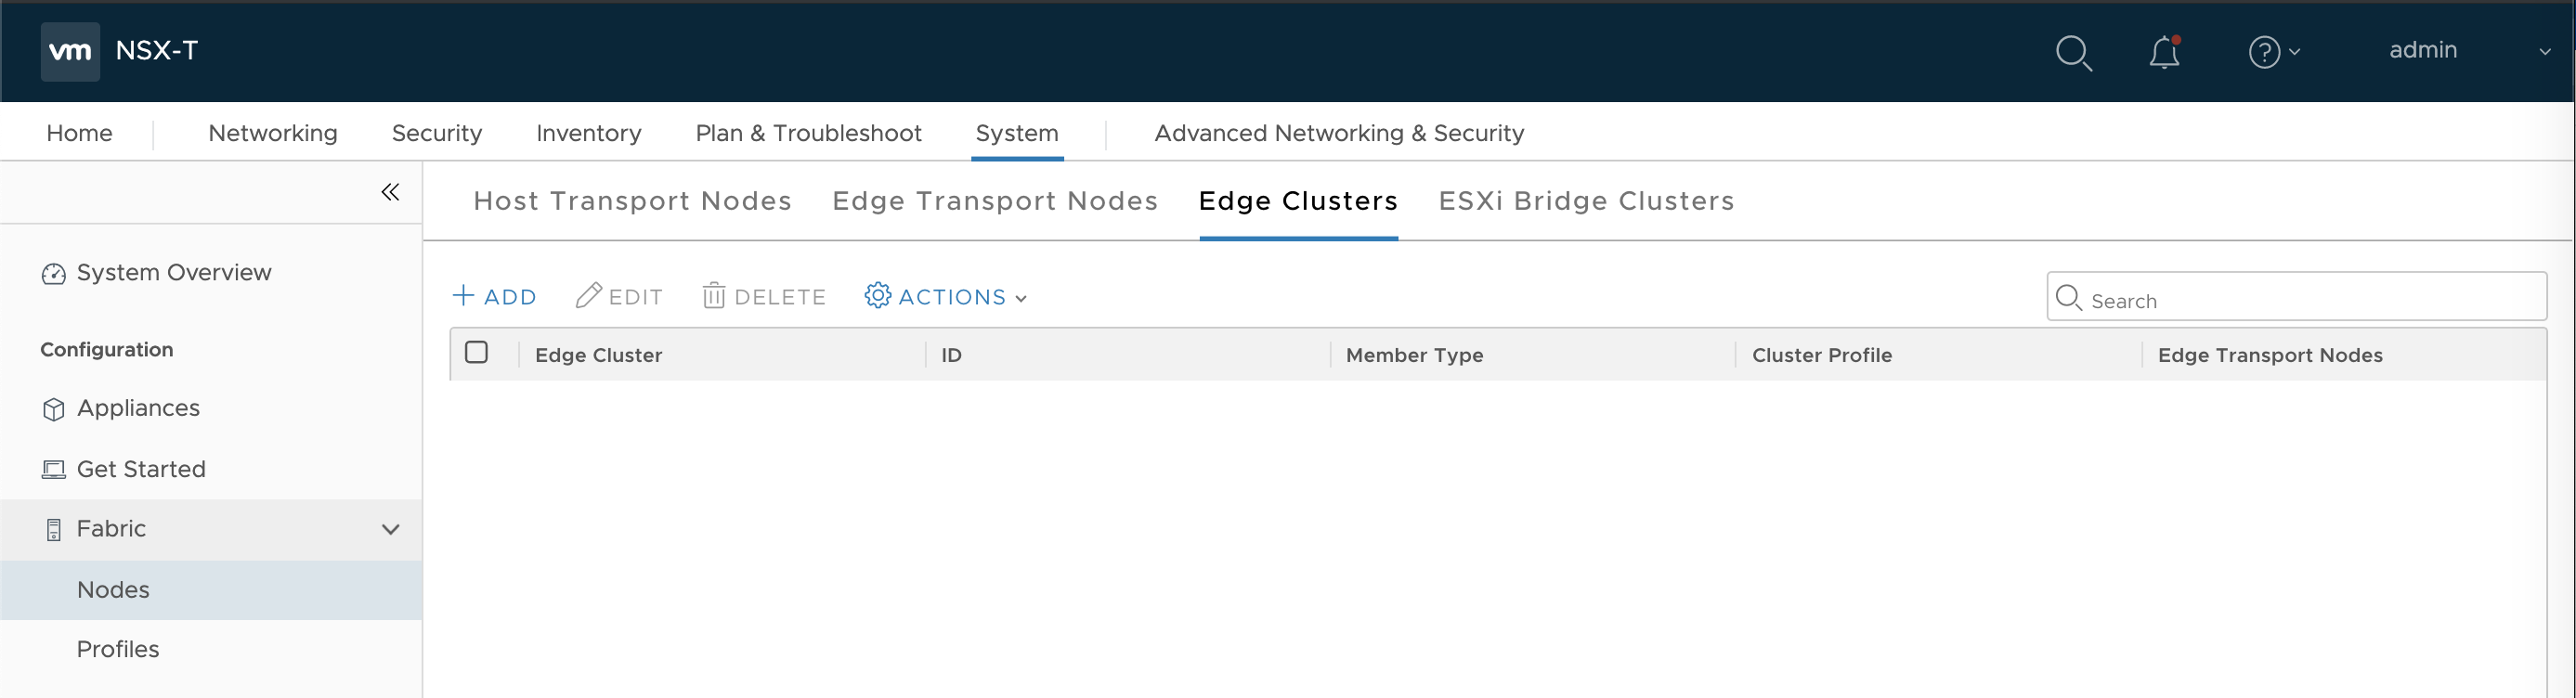 vm NSX-T admin
Home Networking Security Inventory Plan & Troubleshoot System Advanced Networking & Security
Host Transport Nodes Edge Transport Nodes Edge Clusters ESXi Bridge Clusters
System Overview
Configuration
Appliances
Get Started
Fabric
Nodes
Profiles
ADD EDIT DELETE ACTIONS Search
Edge Cluster ID Member Type Cluster Profile Edge Transport Nodes